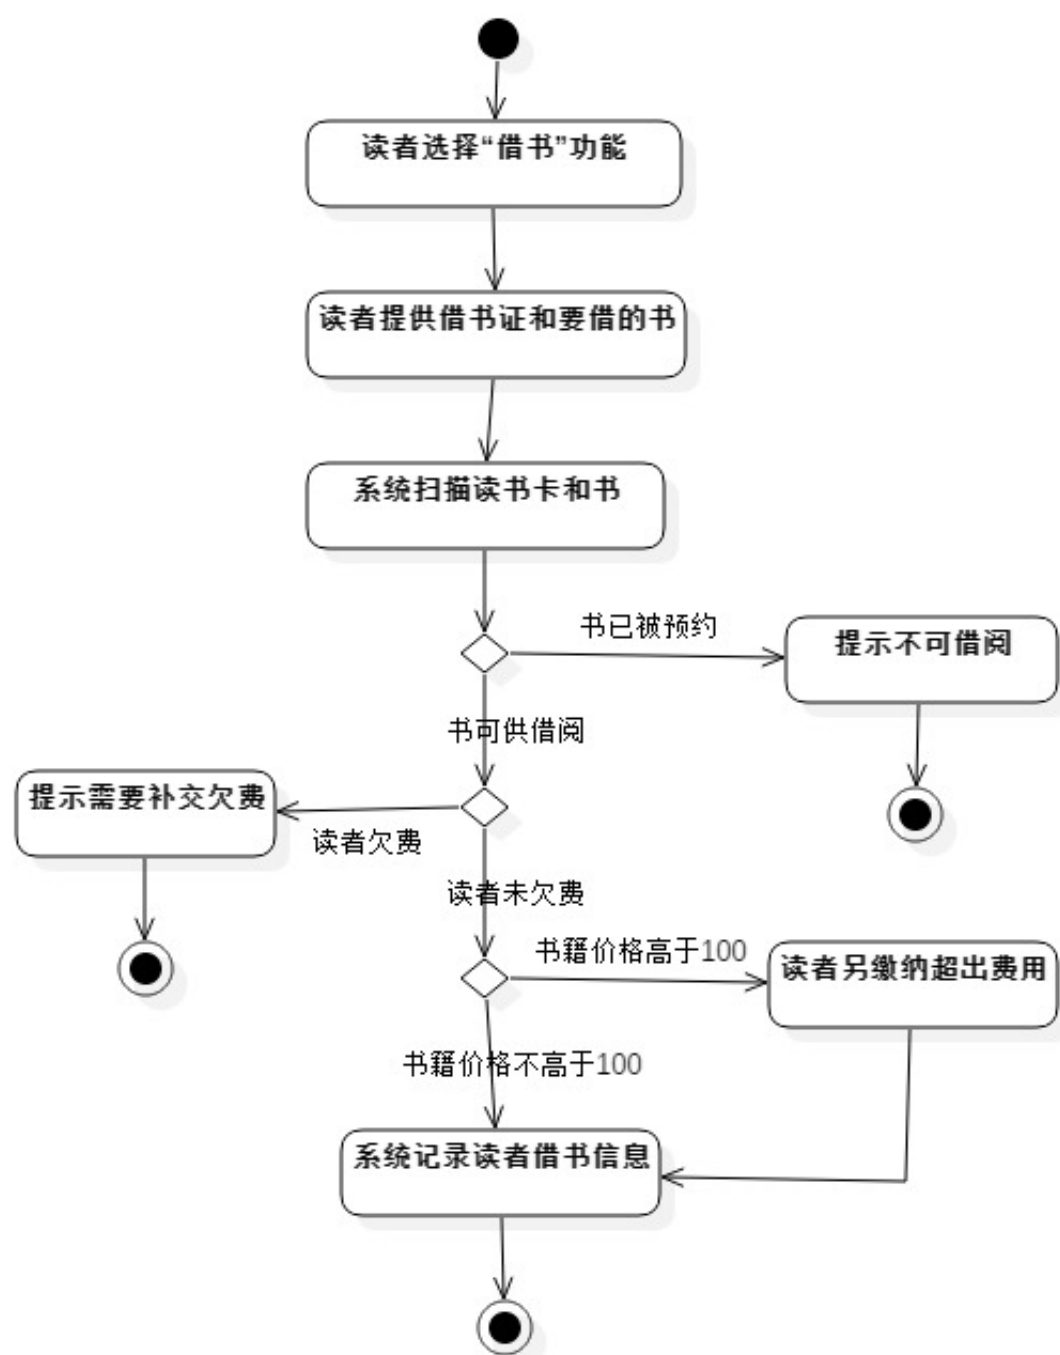 读者选择“借书”功能
读者提供借书证和要借的书
系统扫描读书卡和书
书已被预约
提示不可借阅
书可供借阅
提示需要补交欠费
读者欠费
读者未欠费
书籍价格高于100
读者另缴纳超出费用
书籍价格不高于100
系统记录读者借书信息